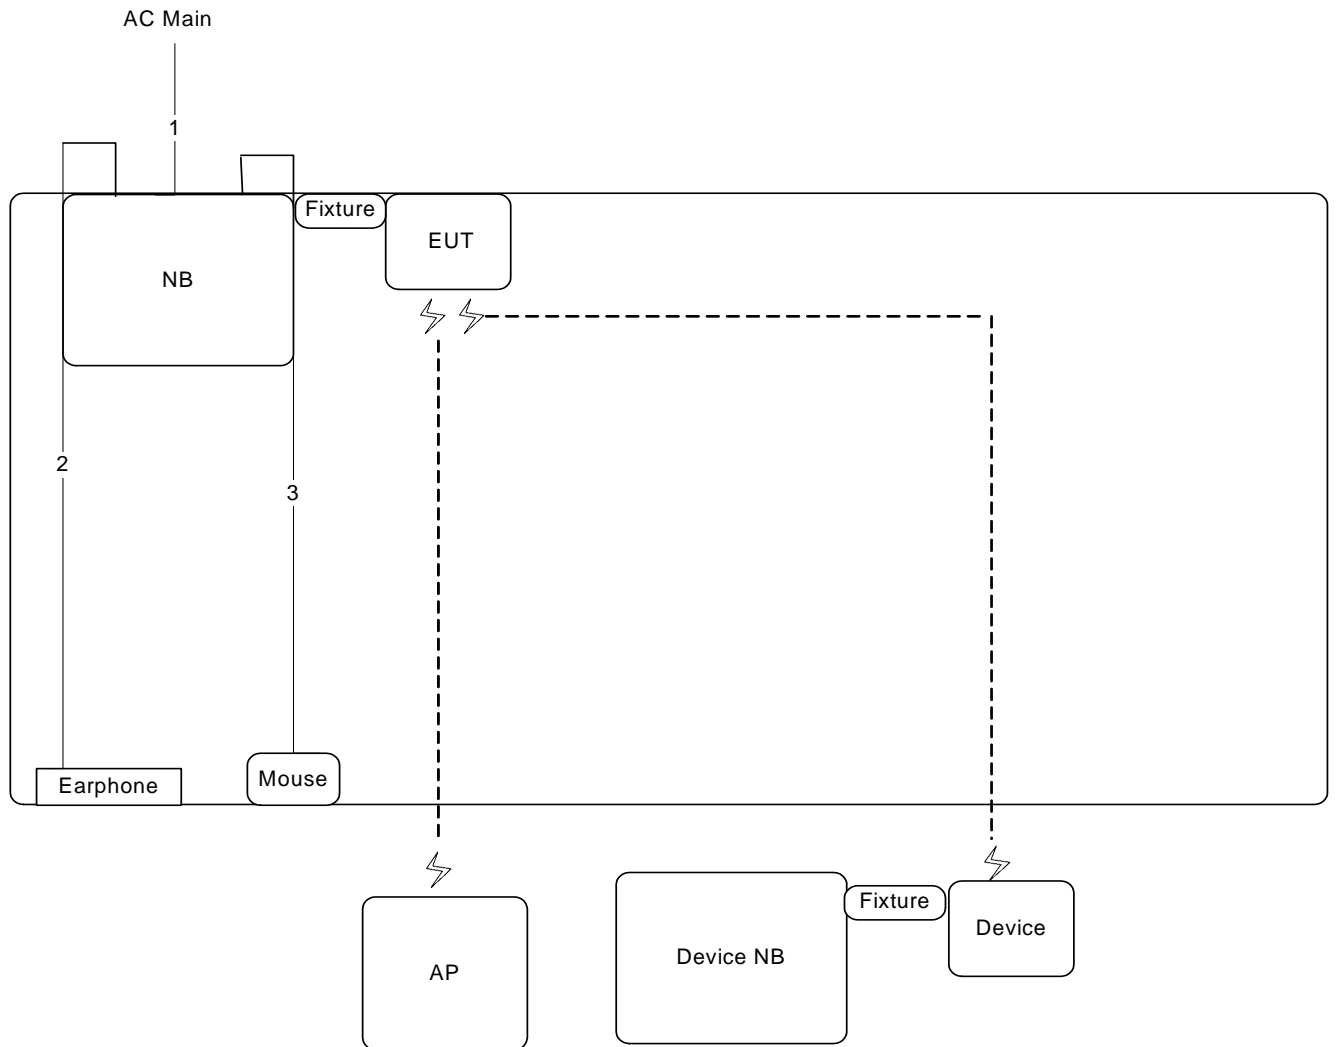 AC Main
1
Fixture
EUT
NB
2
3
Earphone
Mouse
Fixture
Device
Device NB
AP